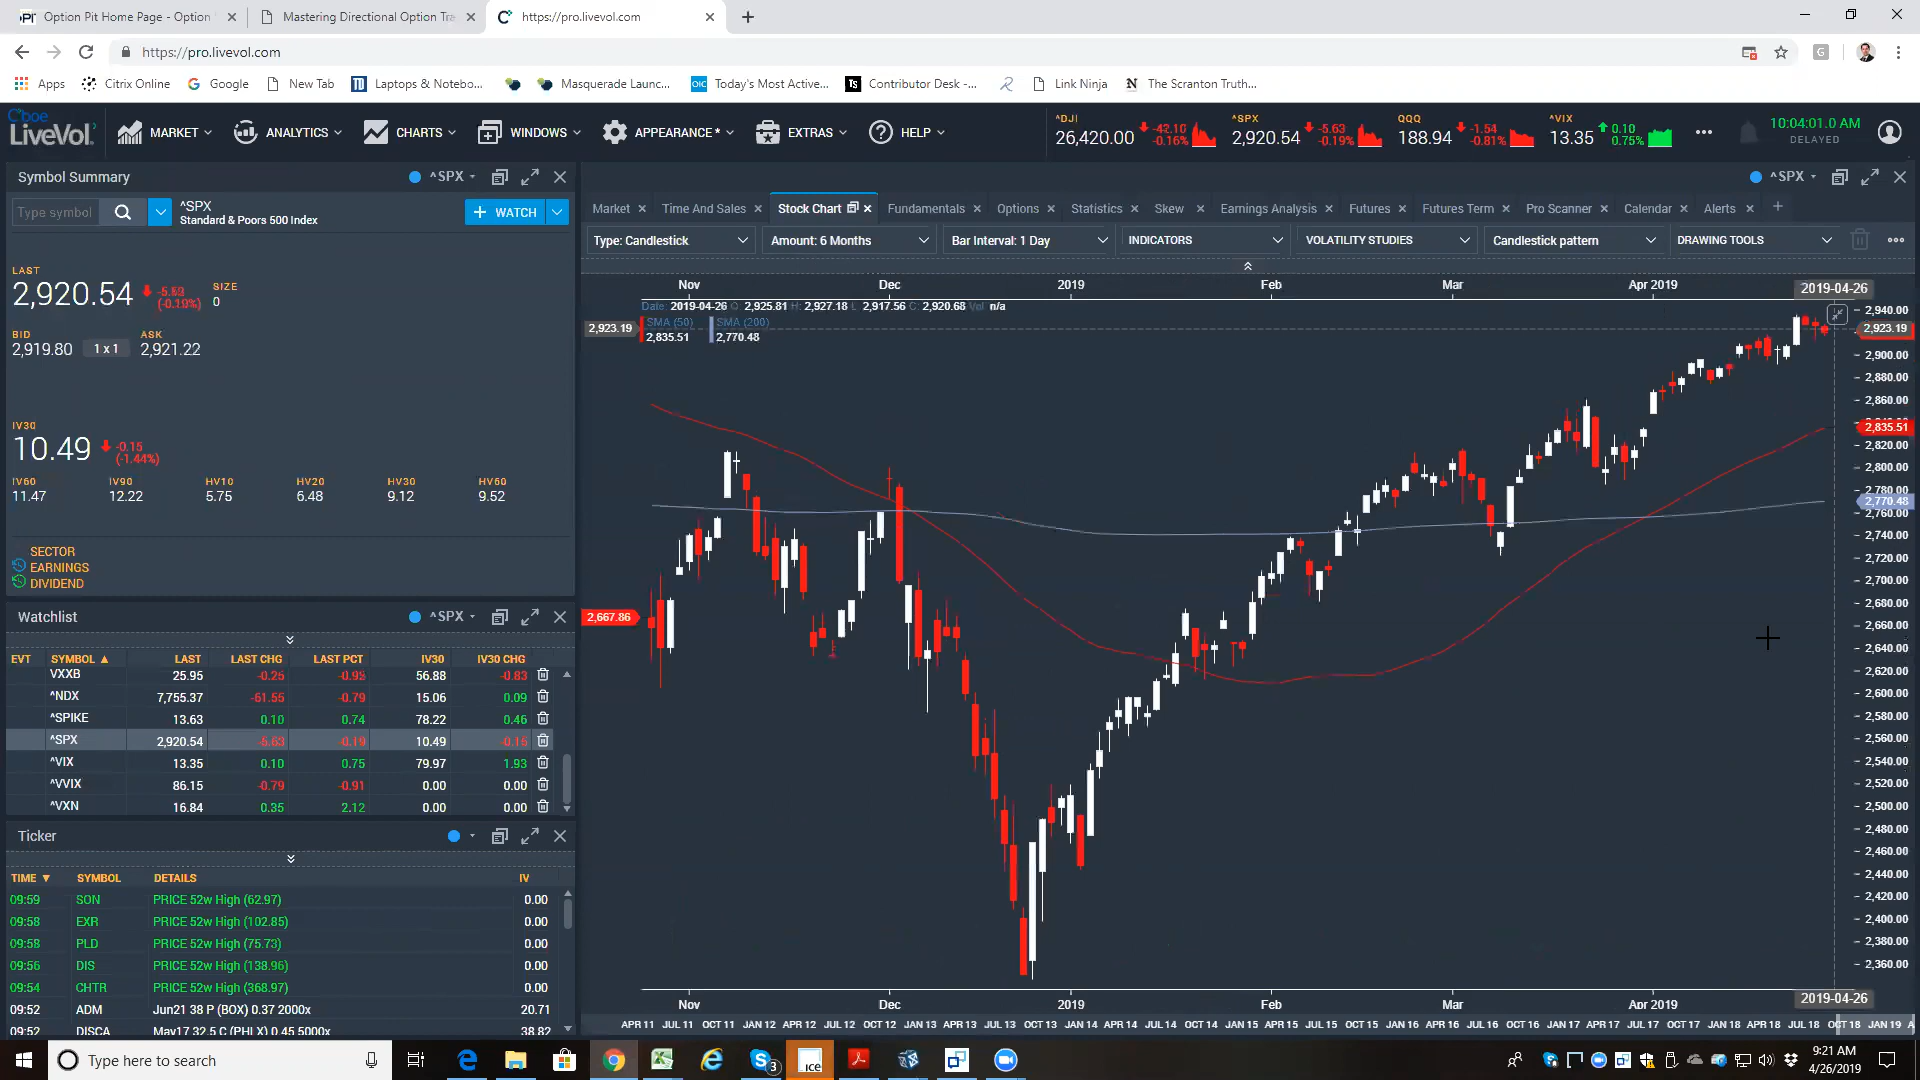 Option Pit Home Page - Option
Mastering Directional Option Tra
https://pro.livevol.com
https://pro.livevol.com
Apps
Citrix Online
Google
New Tab
Laptops & Notebo...
Masquerade Launc...
Today's Most Active...
Contributor Desk -...
Link Ninja
The Scranton Truth...
Cboe
LiveVol
MARKET
ANALYTICS
CHARTS
WINDOWS
APPEARANCE*
EXTRAS
HELP
^DJI
26,420.00
-42.10
-0.16%
^SPX
2,920.54
-5.63
-0.19%
QQQ
188.94
-1.54
-0.81%
^VIX
13.35
0.10
0.75%
10:04:01.0 AM
DELAYED
Symbol Summary
^SPX
Type symbol
^SPX
Standard & Poors 500 Index
+ WATCH
LAST
2,920.54
-5.63
(-0.19%)
SIZE
0
BID
2,919.80
1 x 1
ASK
2,921.22
IV30
10.49
-0.15
(-1.44%)
IV60 IV90 HV10 HV20 HV30 HV60
11.47 12.22 5.75 6.48 9.12 9.52
SECTOR
EARNINGS
DIVIDEND
Watchlist
^SPX
EVT SYMBOL LAST LAST CHG LAST PCT IV30 IV30 CHG
VXXB 25.95 -0.25 -0.95 56.88 -0.83
^NDX 7,755.37 -61.55 -0.79 15.06 0.09
^SPIKE 13.63 0.10 0.74 78.22 0.46
^SPX 2,920.54 -5.63 -0.19 10.49 -0.15
^VIX 13.35 0.10 0.75 79.97 1.93
^VVIX 86.15 -0.79 -0.91 0.00 0.00
^VXN 16.84 0.35 2.12 0.00 0.00
Ticker
TIME SYMBOL DETAILS IV
09:59 SON PRICE 52w High (62.97) 0.00
09:58 EXR PRICE 52w High (102.85) 0.00
09:58 PLD PRICE 52w High (75.73) 0.00
09:56 DIS PRICE 52w High (138.96) 0.00
09:54 CHTR PRICE 52w High (368.97) 0.00
09:52 ADM Jun21 38 P (BOX) 0.37 2000x 20.71
09:52 DISCA May17 32.5 C (PHLX) 0.45 5000x 38.82
^SPX
Market
Time And Sales
Stock Chart
Fundamentals
Options
Statistics
Skew
Earnings Analysis
Futures
Futures Term
Pro Scanner
Calendar
Alerts
Type: Candlestick
Amount: 6 Months
Bar Interval: 1 Day
INDICATORS
VOLATILITY STUDIES
Candlestick pattern
DRAWING TOOLS
Nov Dec 2019 Feb Mar Apr 2019 2019-04-26
Date: 2019-04-26 O: 2,925.81 H: 2,927.18 L: 2,917.56 C: 2,920.68 Vol: n/a
SMA (50)
2,835.51
SMA (200)
2,770.48
2,923.19
2,667.86
2,940.00
2,923.19
2,900.00
2,880.00
2,860.00
2,835.51
2,820.00
2,800.00
2,780.00
2,770.48
2,760.00
2,740.00
2,720.00
2,700.00
2,680.00
2,660.00
2,640.00
2,620.00
2,600.00
2,580.00
2,560.00
2,540.00
2,520.00
2,500.00
2,480.00
2,460.00
2,440.00
2,420.00
2,400.00
2,380.00
2,360.00
Nov Dec 2019 Feb Mar Apr 2019 2019-04-26
APR 11 JUL 11 OCT 11 JAN 12 APR 12 JUL 12 OCT 12 JAN 13 APR 13 JUL 13 OCT 13 JAN 14 APR 14 JUL 14 OCT 14 JAN 15 APR 15 JUL 15 OCT 15 JAN 16 APR 16 JUL 16 OCT 16 JAN 17 APR 17 JUL 17 OCT 17 JAN 18 APR 18 JUL 18 OCT 18 JAN 19 A
Type here to search
3
ice
9:21 AM
4/26/2019